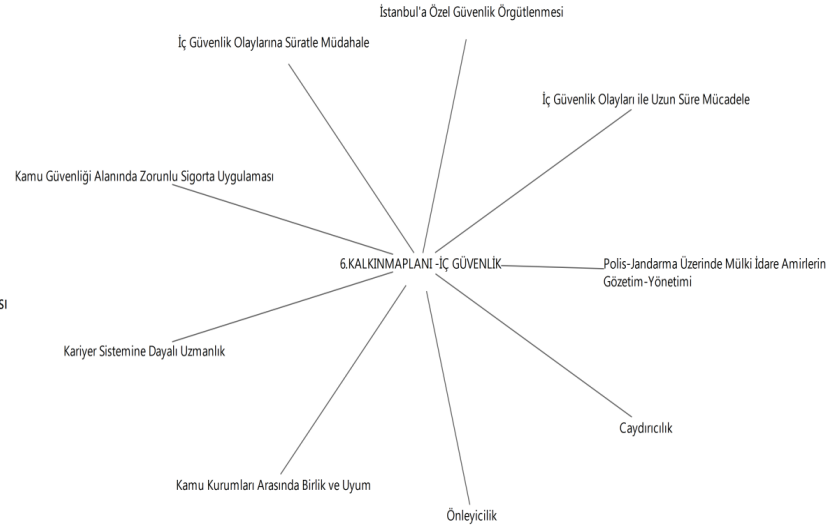 İstanbul'a Özel Güvenlik Örgütlenmesi
İç Güvenlik Olaylarına Süratle Müdahale
İç Güvenlik Olayları ile Uzun Süre Mücadele
Kamu Güvenliği Alanında Zorunlu Sigorta Uygulaması
6.KALKINMAPLANI -İÇ GÜVENLİK
Polis-Jandarma Üzerinde Mülki İdare Amirlerin
Gözetim-Yönetimi
sı
Kariyer Sistemine Dayalı Uzmanlık
Caydırıcılık
Kamu Kurumları Arasında Birlik ve Uyum
Önleyicilik